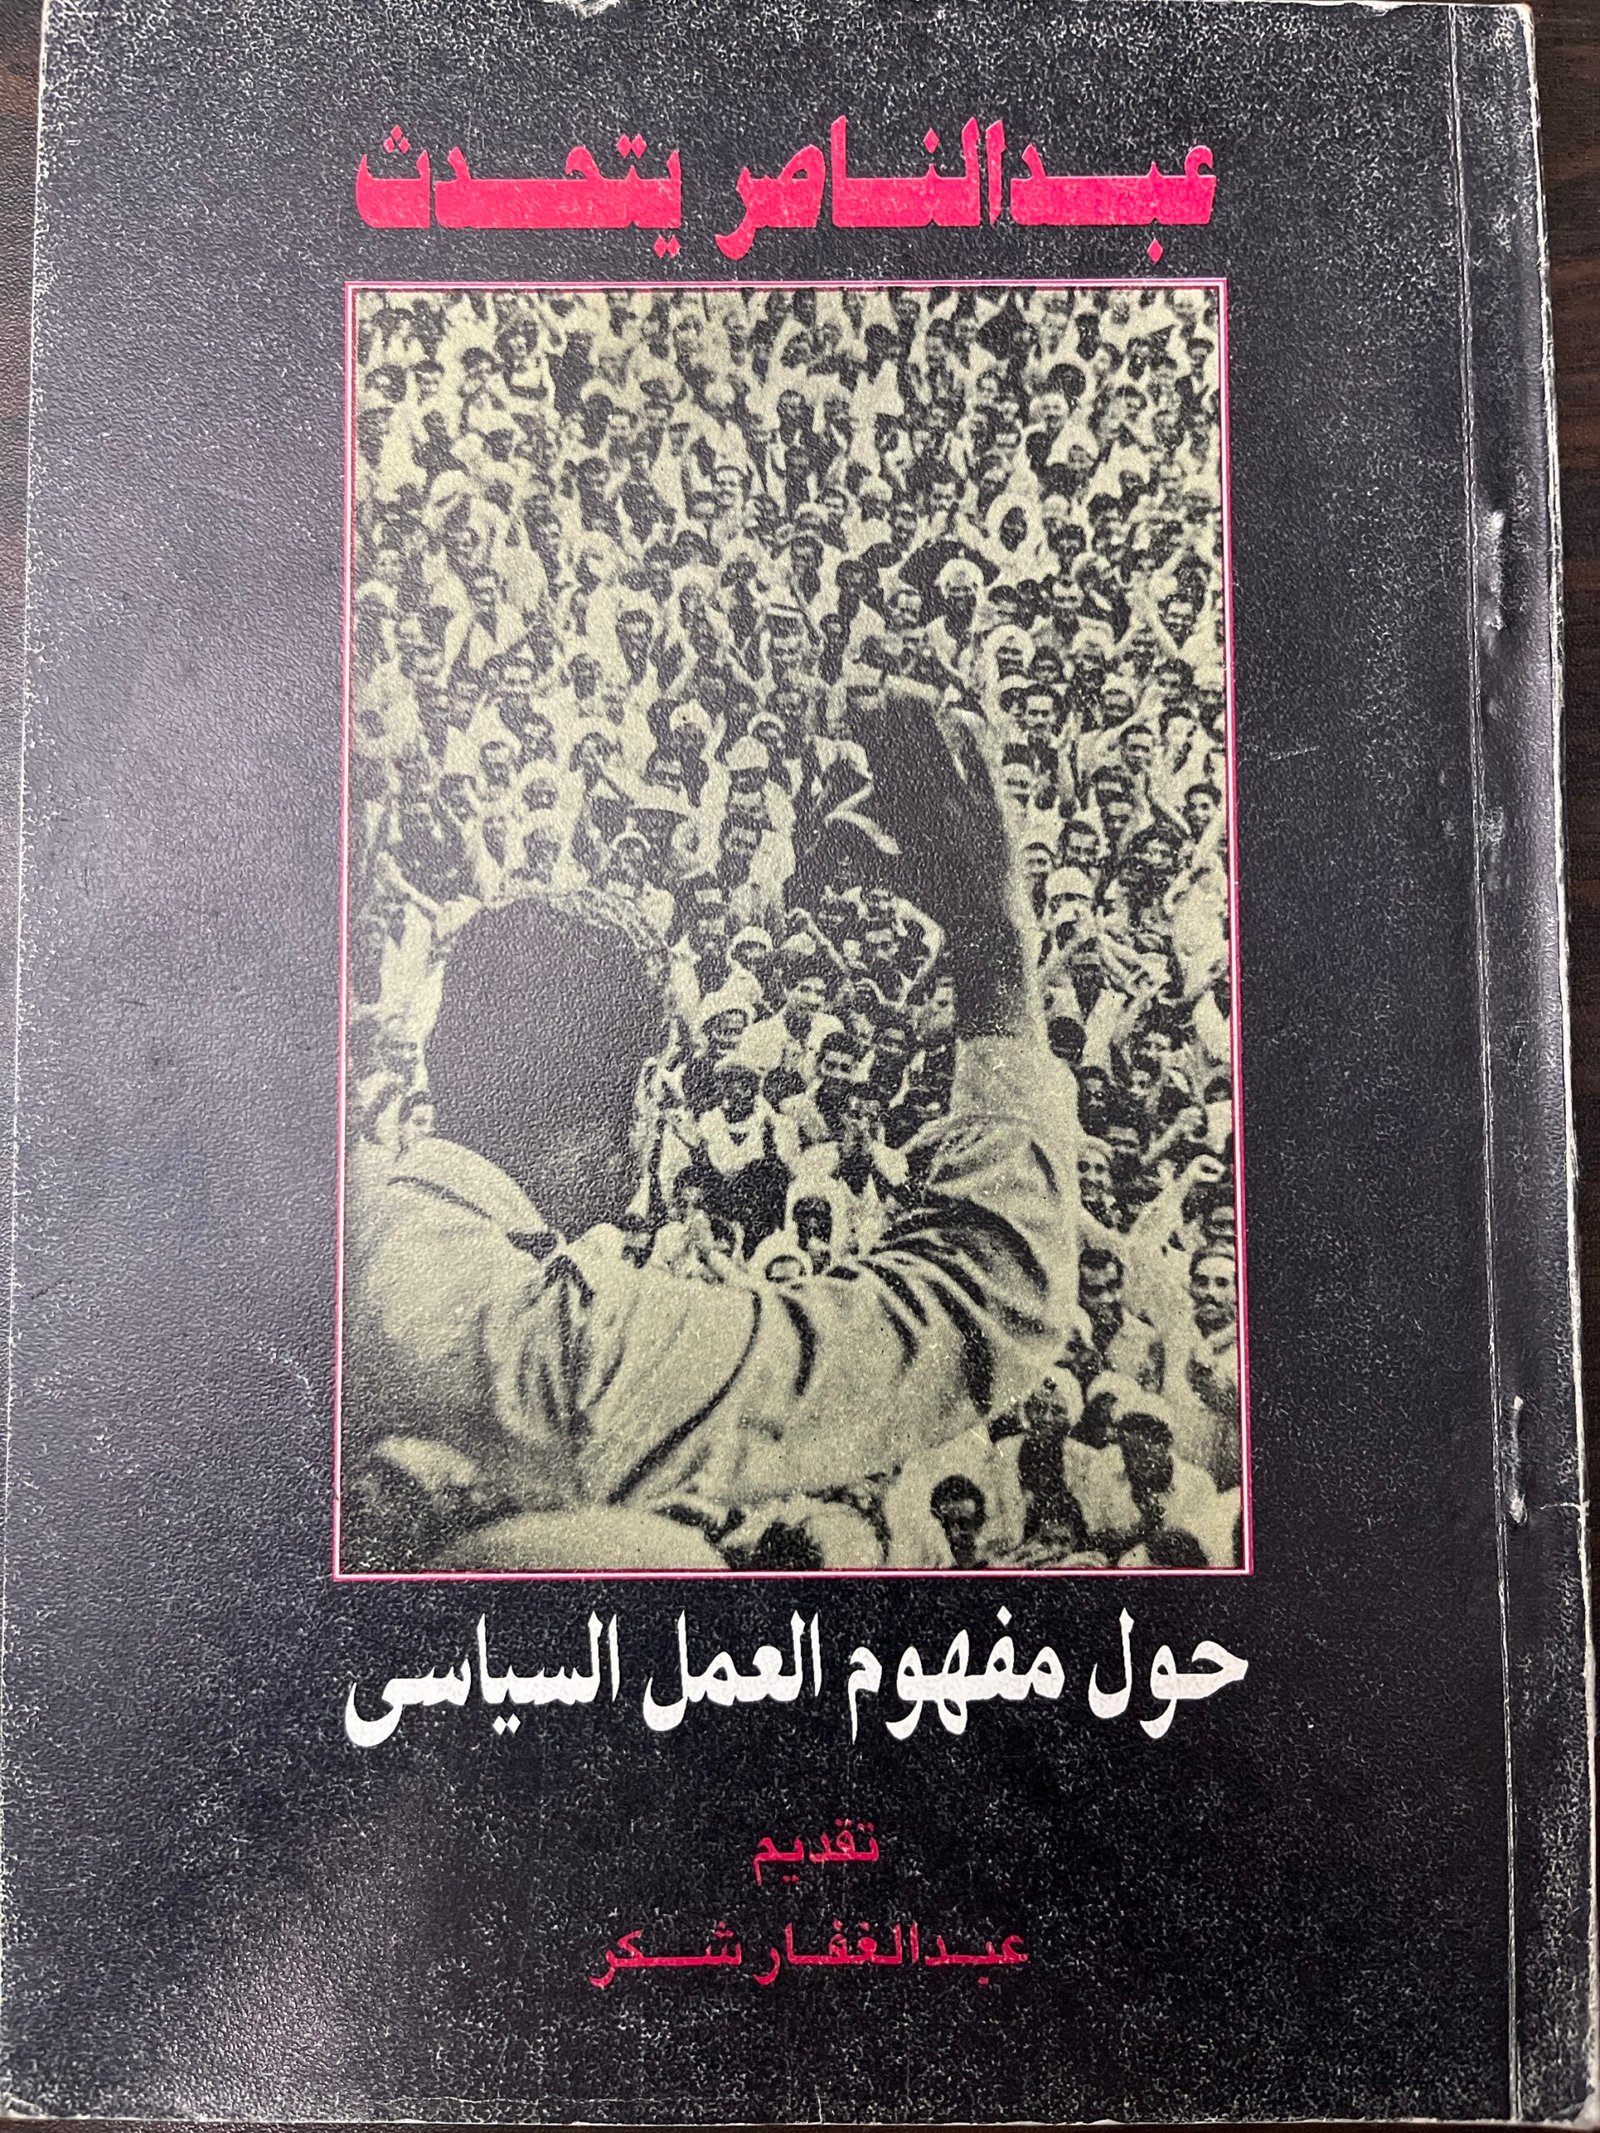 عبدالناصر يتحدث
حول مفهوم العمل السياسى
تقديم
عبدالغفار شكر